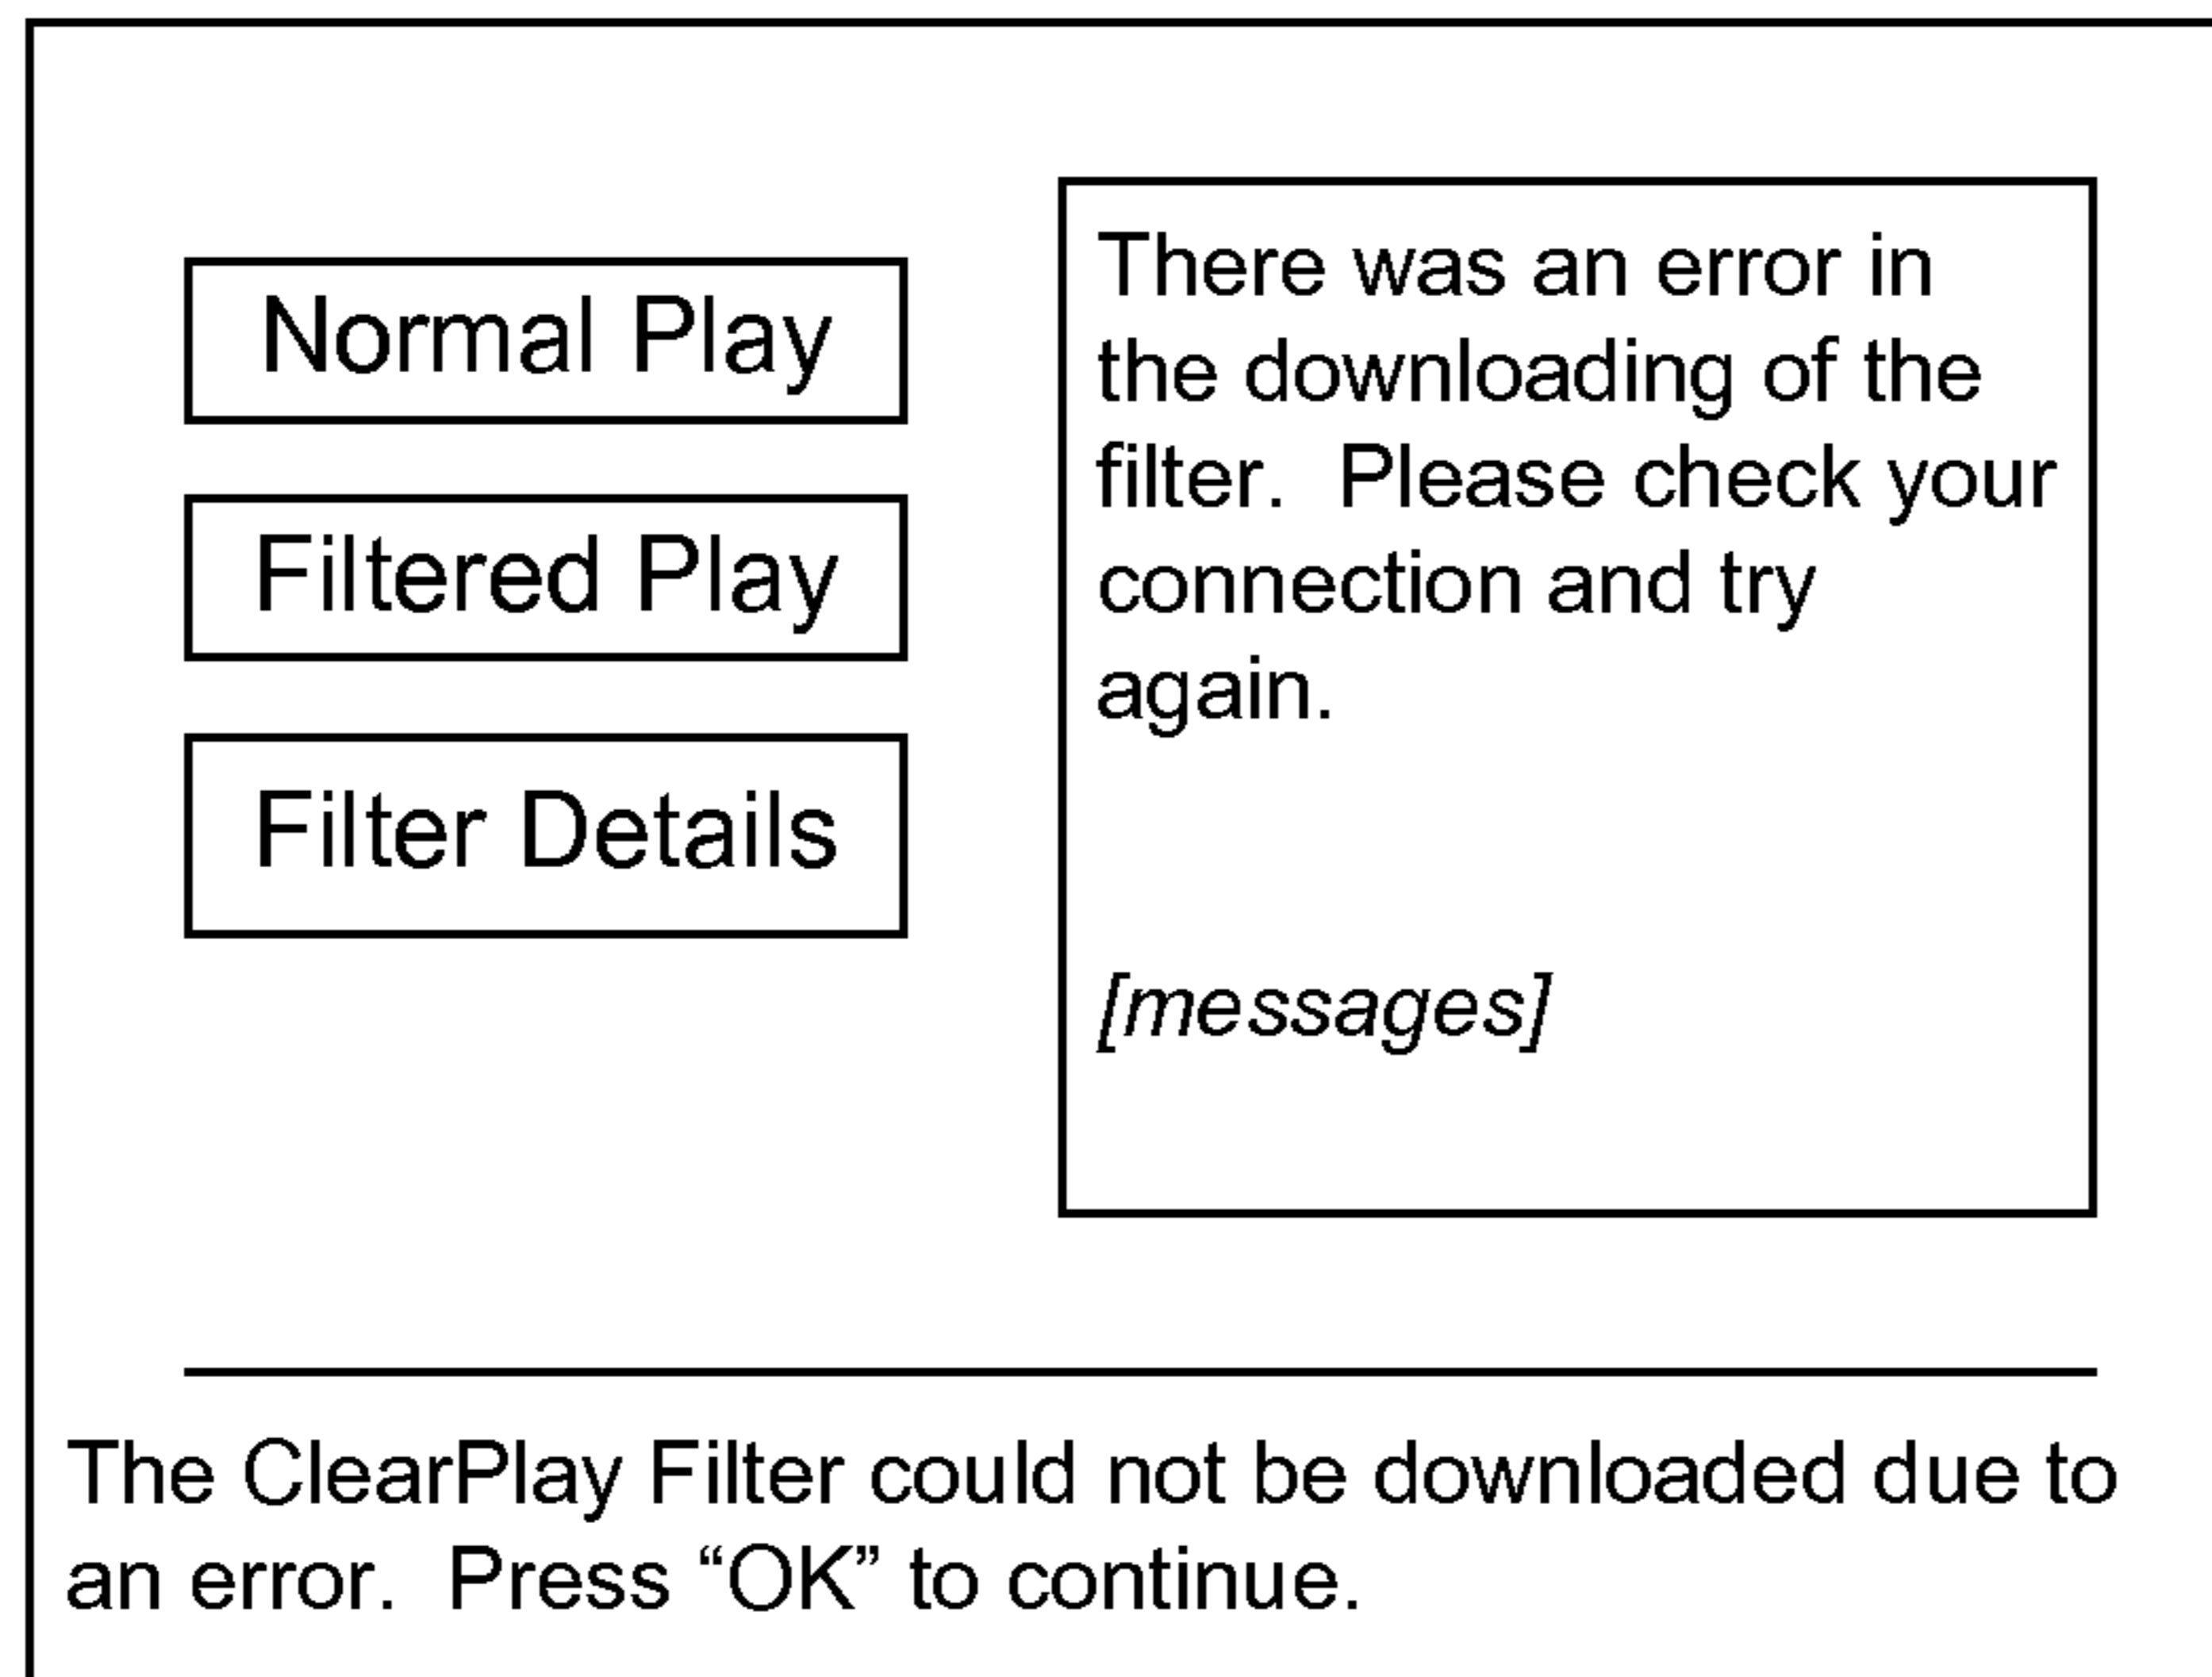 Normal Play
Filtered Play
Filter Details
There was an error in
the downloading of the
filter.  Please check your
connection and try
again.
[messages]
The ClearPlay Filter could not be downloaded due to
an error.  Press “OK” to continue.